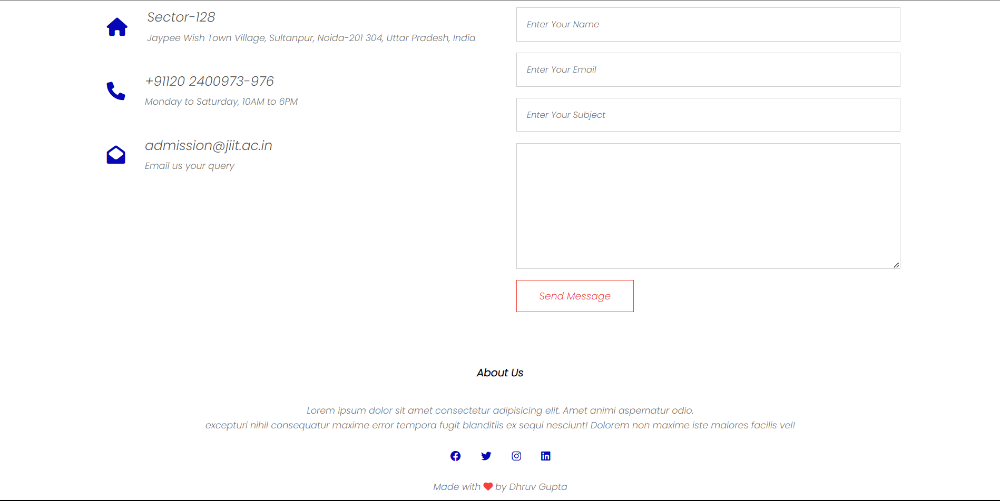 Sector-128
Jaypee Wish Town Village, Sultanpur, Noida-201 304, Uttar Pradesh, India
+91120 2400973-976
Monday to Saturday, 10AM to 6PM
admission@jiit.ac.in
Email us your query
Enter Your Name
Enter Your Email
Enter Your Subject
Send Message
About Us
Lorem ipsum dolor sit amet consectetur adipisicing elit. Amet animi aspernatur odio.
excepturi nihil consequatur maxime error tempora fugit blanditiis ex sequi nesciunt! Dolorem non maxime iste maiores facilis vel!
Made with ❤ by Dhruv Gupta